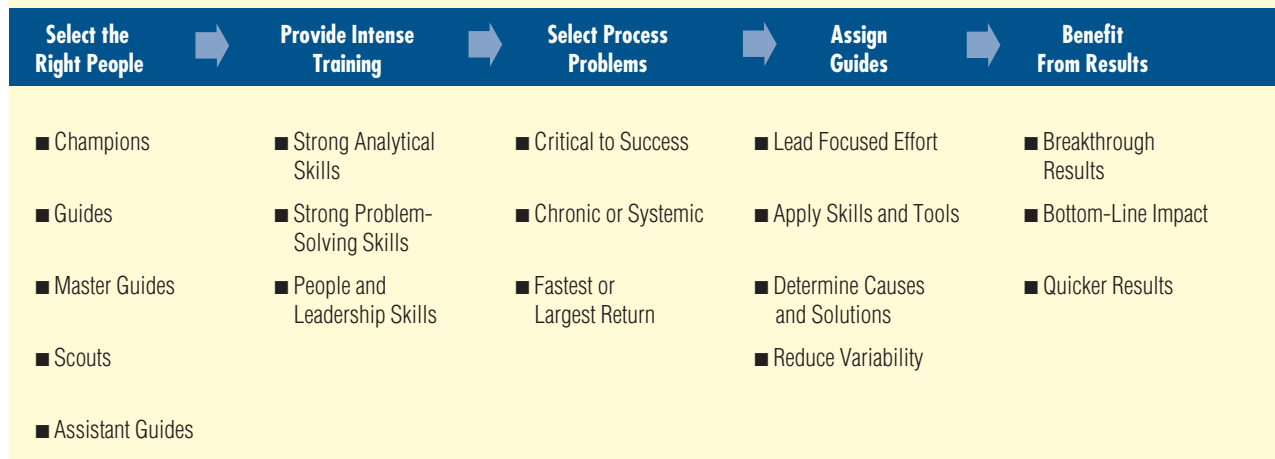 Select the
Right People
Provide Intense
Training
Select Process
Problems
Assign
Guides
Benefit
From Results
■ Champions
■ Guides
■ Master Guides
■ Scouts
■ Assistant Guides
■ Strong Analytical
Skills
■ Strong Problem-
Solving Skills
■ People and
Leadership Skills
■ Critical to Success
■ Chronic or Systemic
■ Fastest or
Largest Return
■ Lead Focused Effort
■ Apply Skills and Tools
■ Determine Causes
and Solutions
■ Reduce Variability
■ Breakthrough
Results
■ Bottom-Line Impact
■ Quicker Results